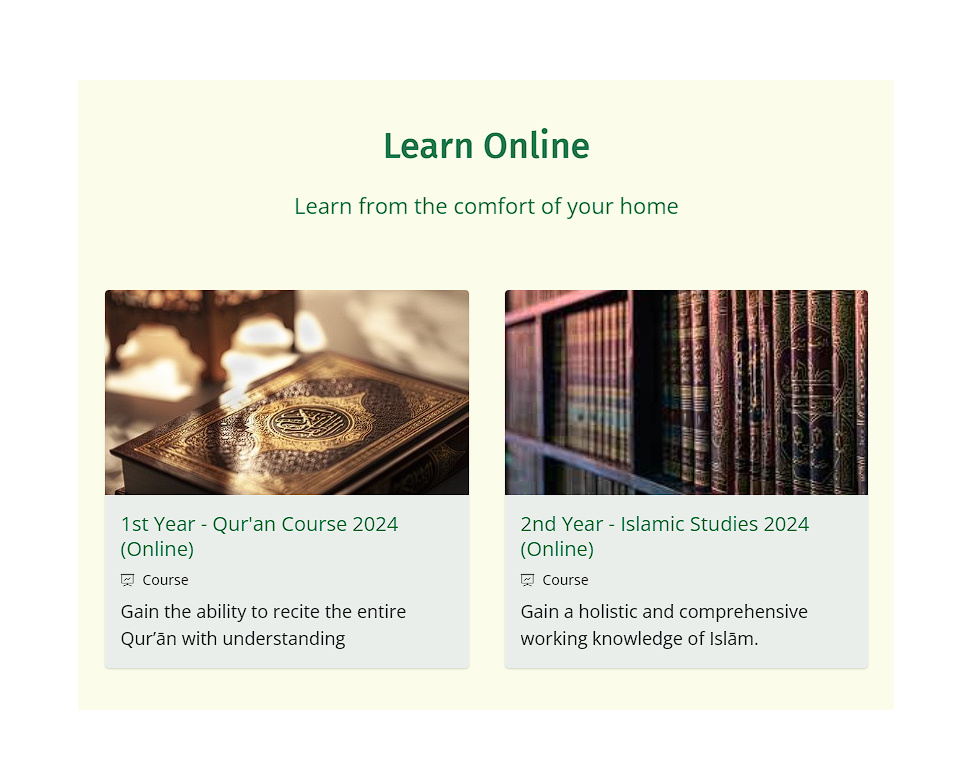 Learn Online
Learn from the comfort of your home
1st Year - Qur'an Course 2024
(Online)
Course
Gain the ability to recite the entire
Qur’ān with understanding
2nd Year - Islamic Studies 2024
(Online)
Course
Gain a holistic and comprehensive
working knowledge of Islām.